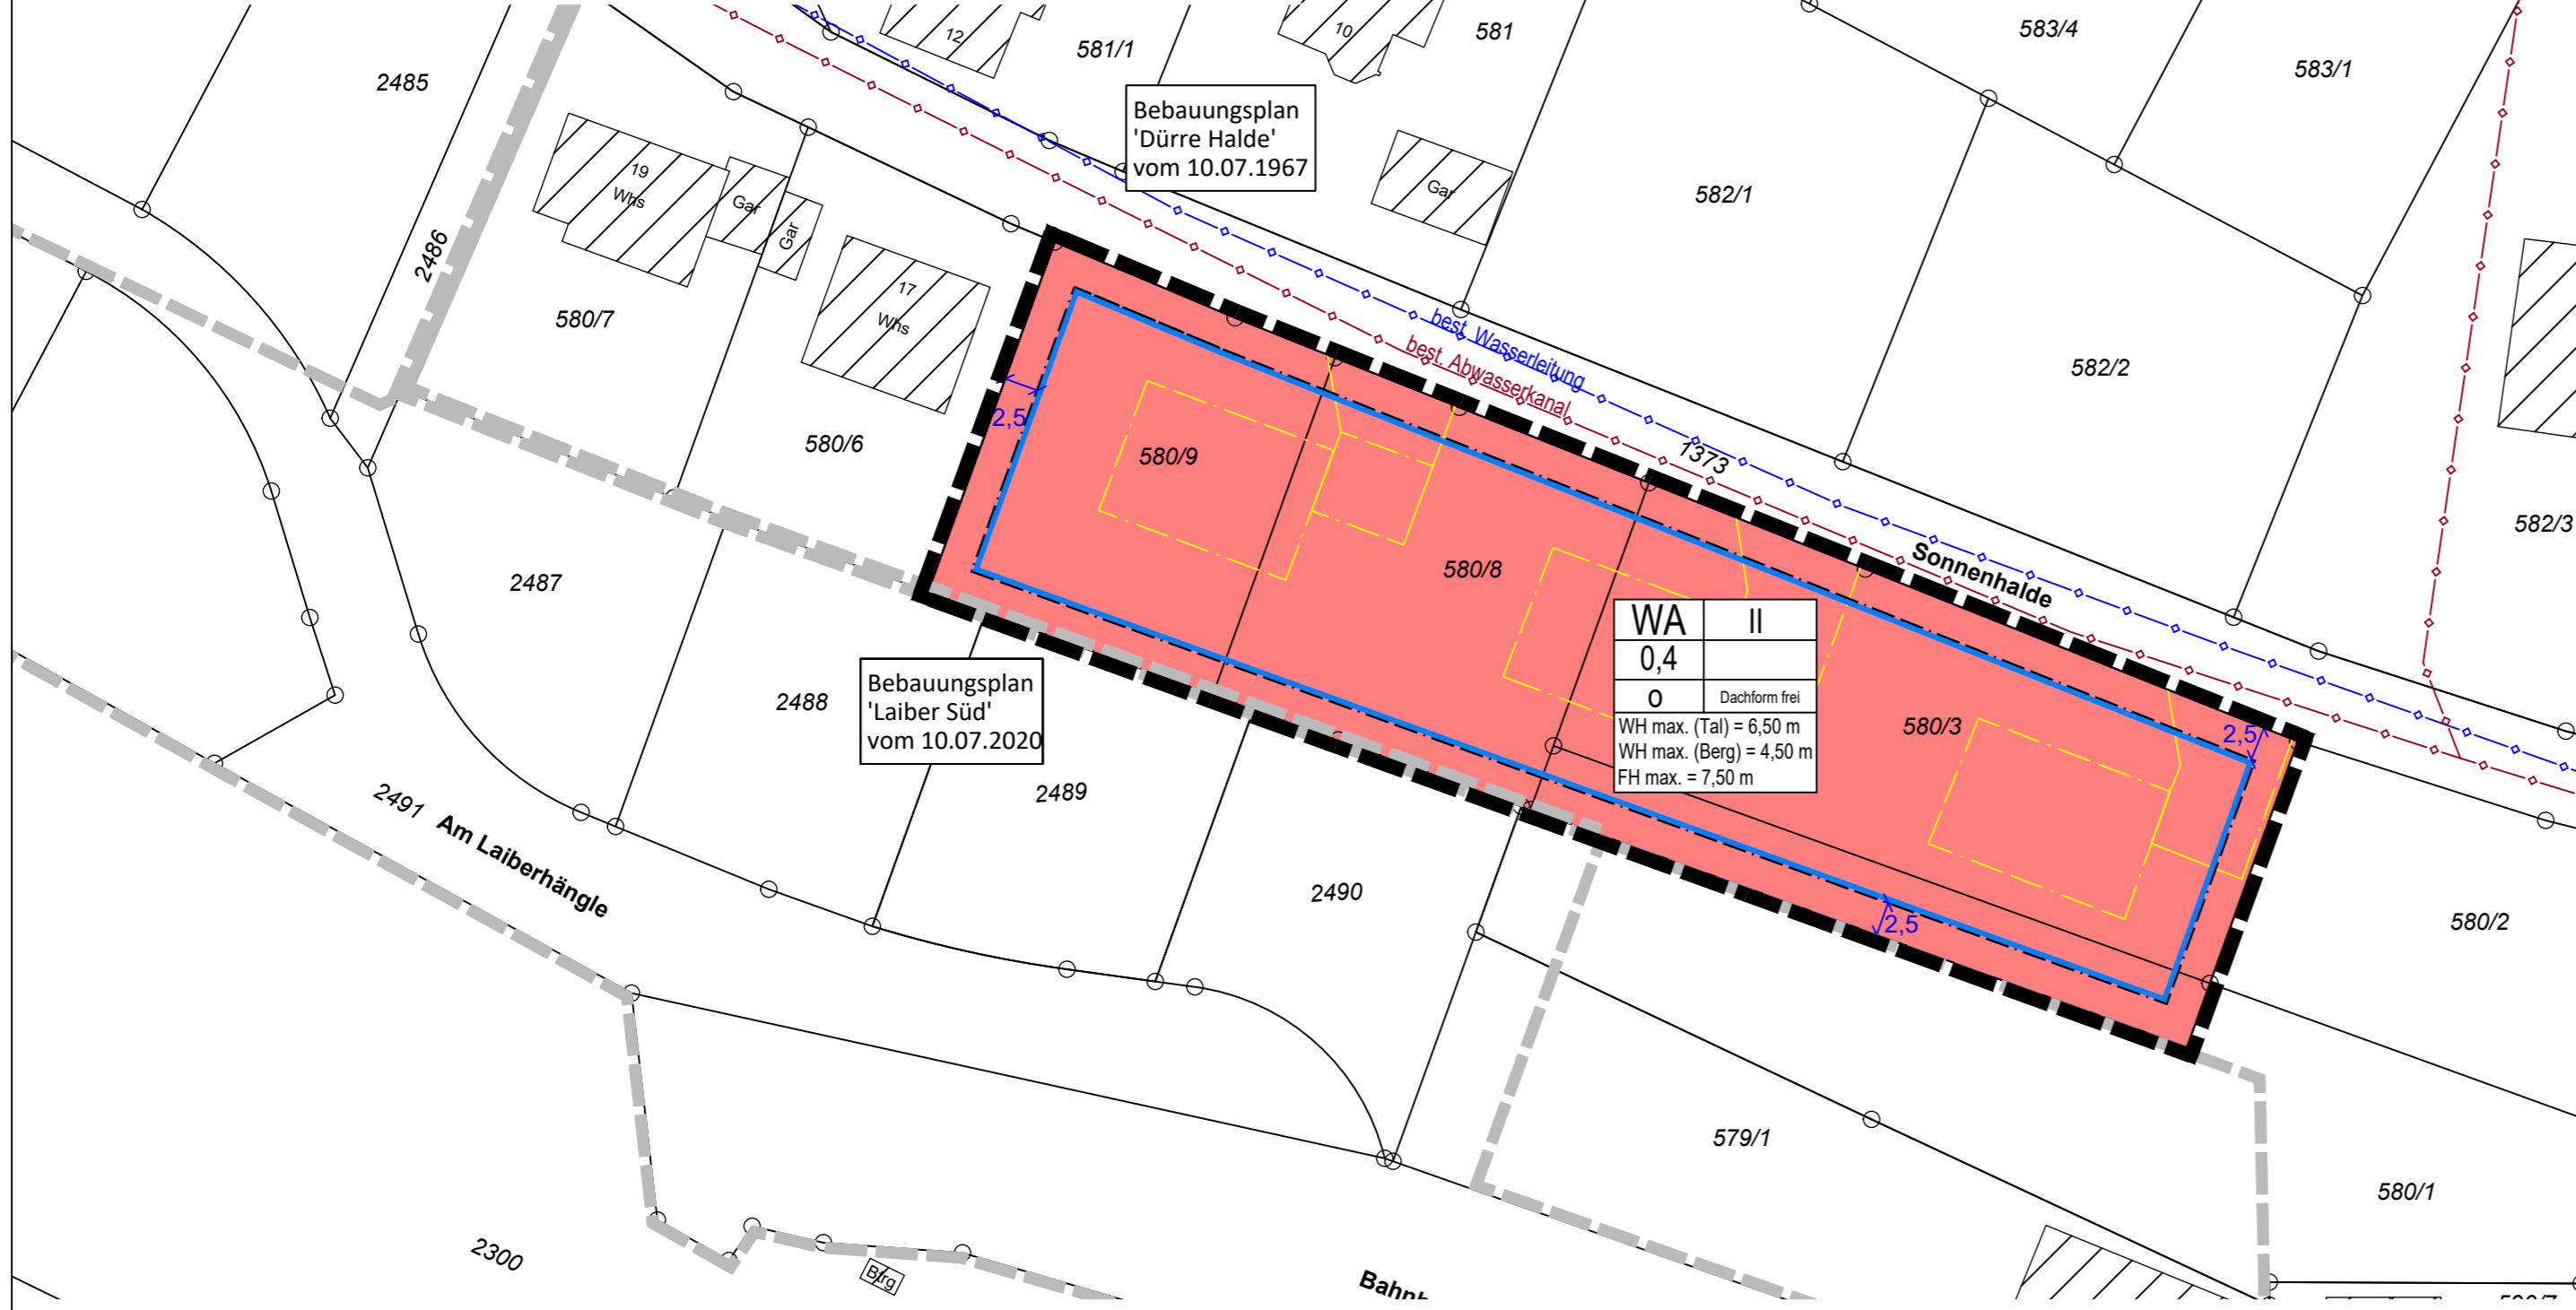 2485
12
581/1
10
581
583/4
583/1
Bebauungsplan
'Dürre Halde'
vom 10.07.1967
19
Whs
Gar
Gar
Gar
582/1
2486
17
Whs
580/7
best. Wasserleitung
best. Abwasserkanal
582/2
2,5
580/6
580/9
1373
580/8
582/3
Sonnenhalde
2487
WA
II
0,4
o
Dachform frei
WH max. (Tal) = 6,50 m
WH max. (Berg) = 4,50 m
FH max. = 7,50 m
580/3
2,5
2488
Bebauungsplan
'Laiber Süd'
vom 10.07.2020
2489
2491
Am Laiberhängle
2490
2,5
580/2
579/1
580/1
2300
Btrg